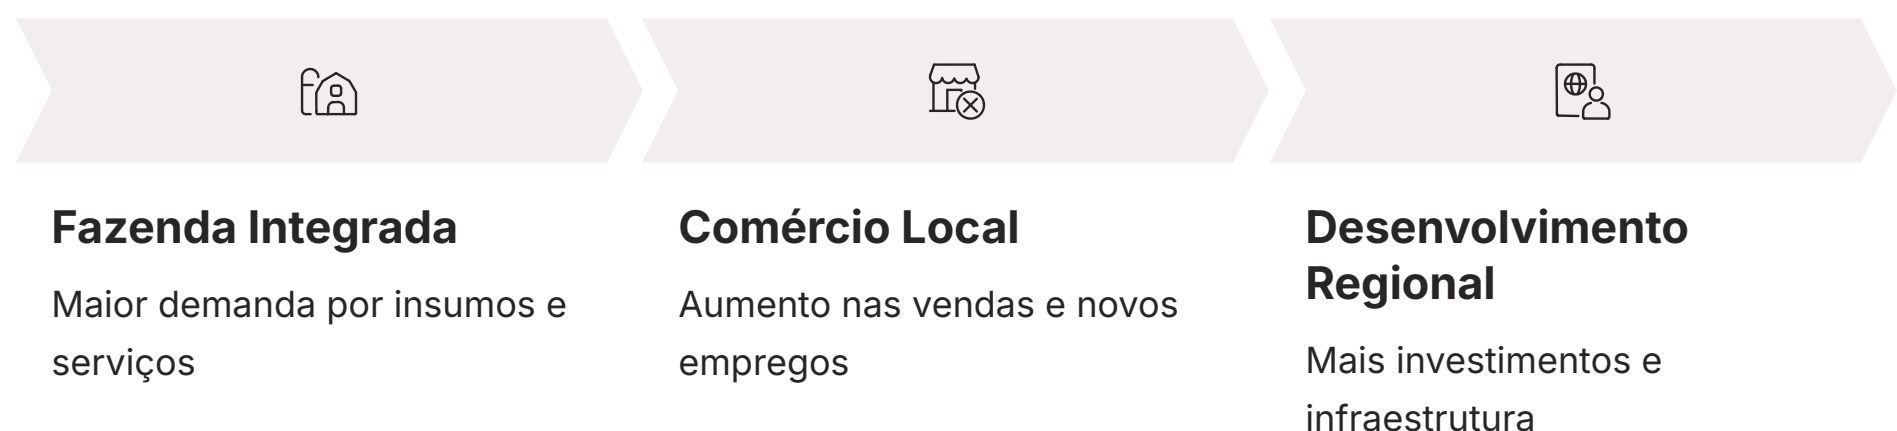 Fazenda Integrada
Maior demanda por insumos e
serviços
Comércio Local
Aumento nas vendas e novos
empregos
Desenvolvimento
Regional
Mais investimentos e
infraestrutura